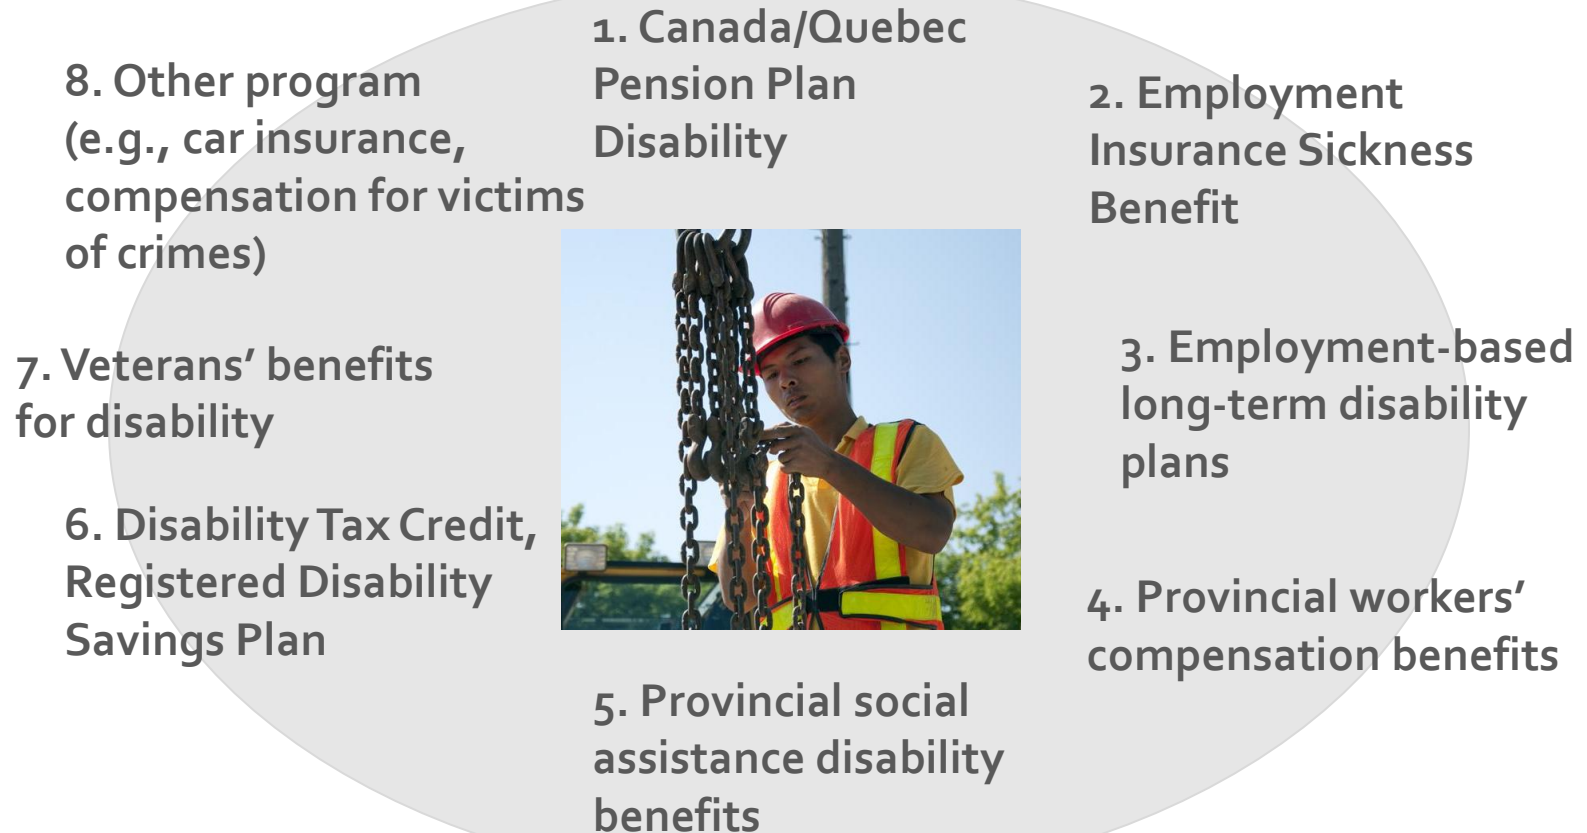 1. Canada/Quebec
Pension Plan
Disability
2. Employment
Insurance Sickness
Benefit
3. Employment-based
long-term disability
plans
4. Provincial workers’
compensation benefits
5. Provincial social
assistance disability
benefits
6. Disability Tax Credit,
Registered Disability
Savings Plan
7. Veterans’ benefits
for disability
8. Other program
(e.g., car insurance,
compensation for victims
of crimes)